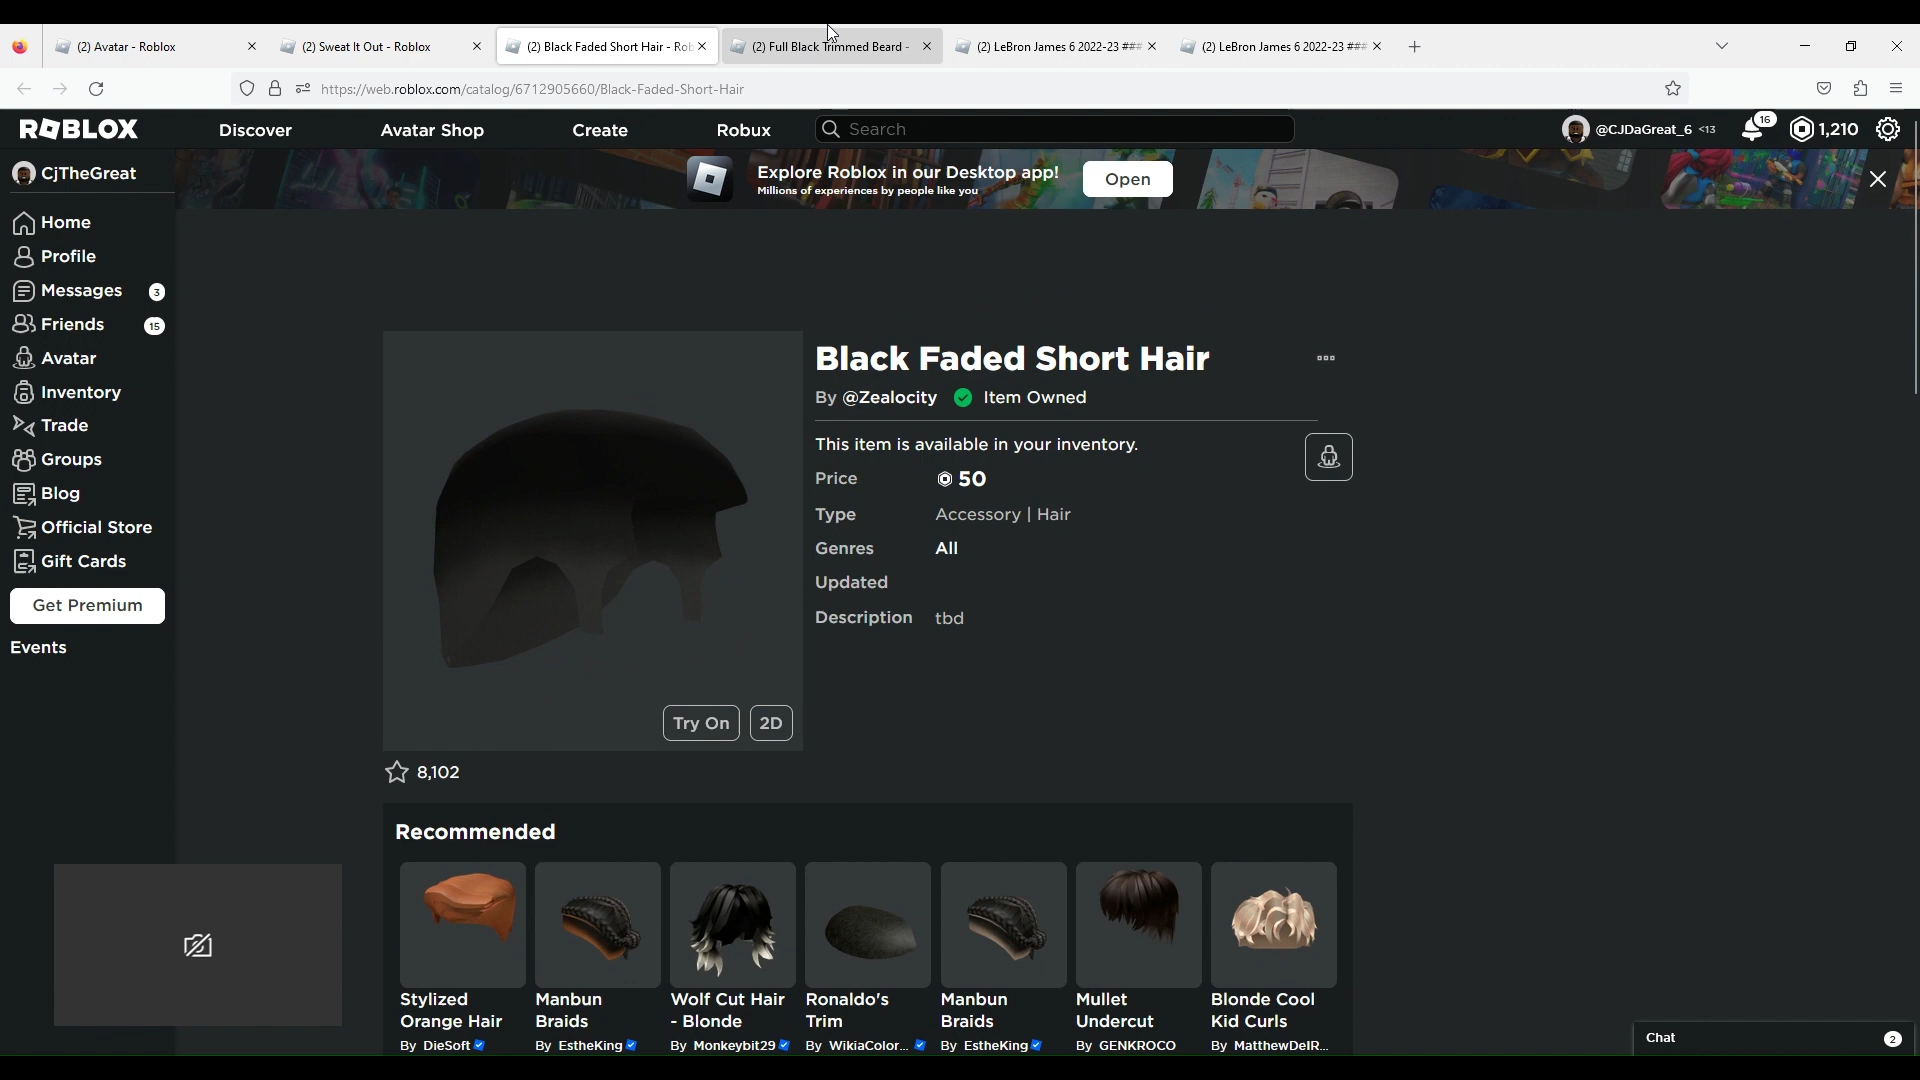 (2) Avatar - Roblox
(2) Sweat It Out - Roblox
(2) Black Faded Short Hair - Rob
(2) Full Black Trimmed Beard -
(2) LeBron James 6 2022-23 ###
(2) LeBron James 6 2022-23 ###
https://web.roblox.com/catalog/6712905660/Black-Faded-Short-Hair
ROBLOX
Discover
Avatar Shop
Create
Robux
Search
@CJDaGreat_6 <13
16
1,210
CjTheGreat
Explore Roblox in our Desktop app!
Millions of experiences by people like you
Open
Home
Profile
Messages 3
Friends 15
Avatar
Inventory
Trade
Groups
Blog
Official Store
Gift Cards
Get Premium
Events
Black Faded Short Hair
By @Zealocity Item Owned
This item is available in your inventory.
Price 50
Type Accessory | Hair
Genres All
Updated
Description tbd
Try On
2D
8,102
Recommended
Stylized
Orange Hair
By DieSoft
Manbun
Braids
By EstheKing
Wolf Cut Hair
- Blonde
By Monkeybit29
Ronaldo's
Trim
By WikiaColor...
Manbun
Braids
By EstheKing
Mullet
Undercut
By GENKROCO
Blonde Cool
Kid Curls
By MatthewDelR...
Chat 2